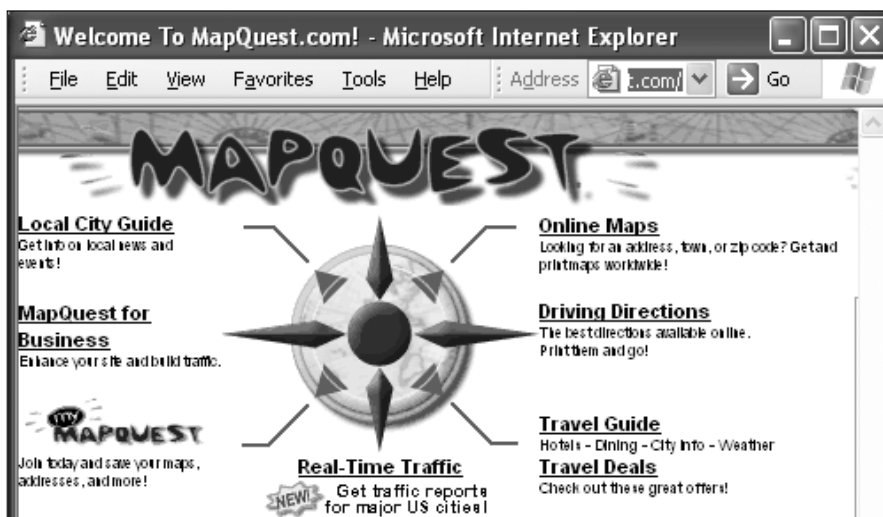 Welcome To MapQuest.com! - Microsoft Internet Explorer
File Edit View Favorites Tools Help Address t.com/ Go
MAPQUEST.
Local City Guide
Get info on local news and
events!
MapQuest for
Business
Enhance your site and build traffic.
my
MAPQUEST
Join today and save your maps,
addresses, and more!
Real-Time Traffic
NEW! Get traffic reports
for major US cities!
Online Maps
Looking for an address, town, or zip code? Get and
print maps worldwide!
Driving Directions
The best directions available online.
Print them and go!
Travel Guide
Hotels - Dining - City Info - Weather
Travel Deals
Check out these great offers!